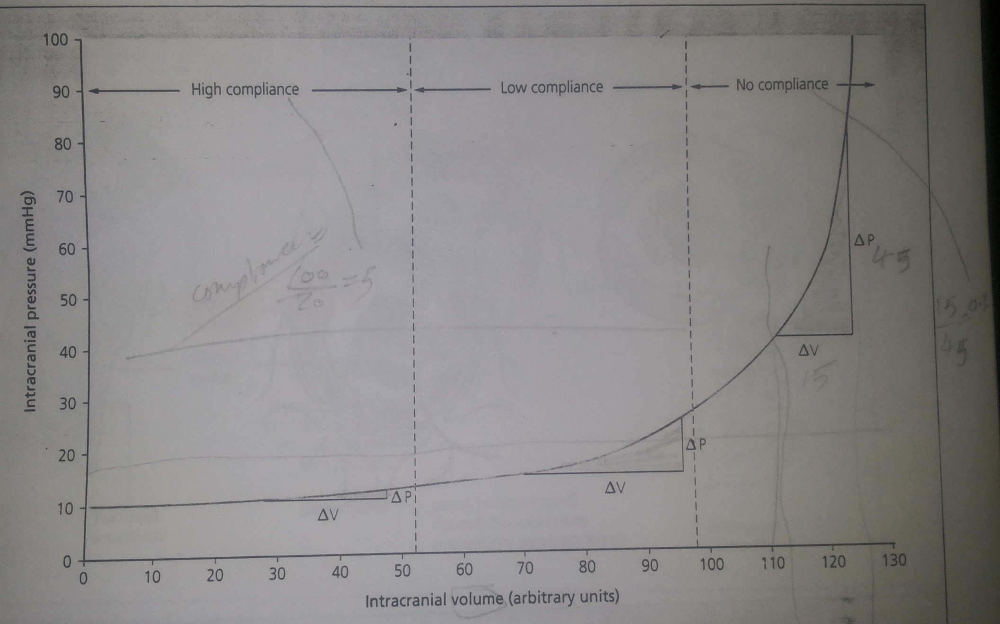 100
High compliance
Low compliance
No compliance
90
80
70
60
ΔP
45
compliance =
100
20
= 5
50
15
45
40
ΔV
15
30
ΔP
20
ΔV
ΔP
ΔV
10
0
0 10 20 30 40 50 60 70 80 90 100 110 120 130
Intracranial volume (arbitrary units)
Intracranial pressure (mmHg)